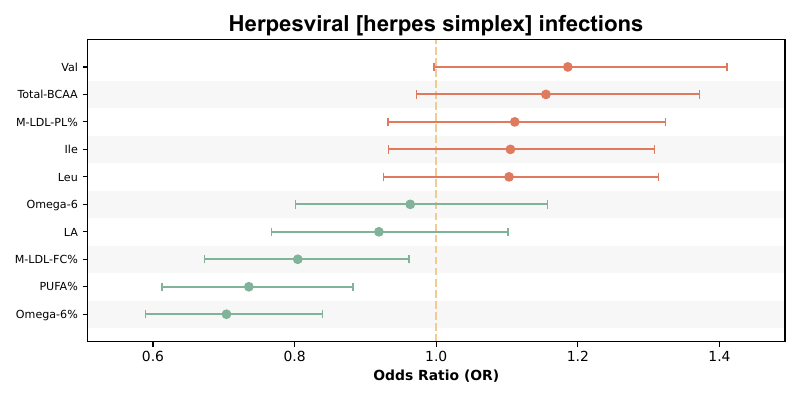 Herpesviral [herpes simplex] infections
Val
Total-BCAA
M-LDL-PL%
Ile
Leu
Omega-6
LA
M-LDL-FC%
PUFA%
Omega-6%
0.6 0.8 1.0 1.2 1.4
Odds Ratio (OR)